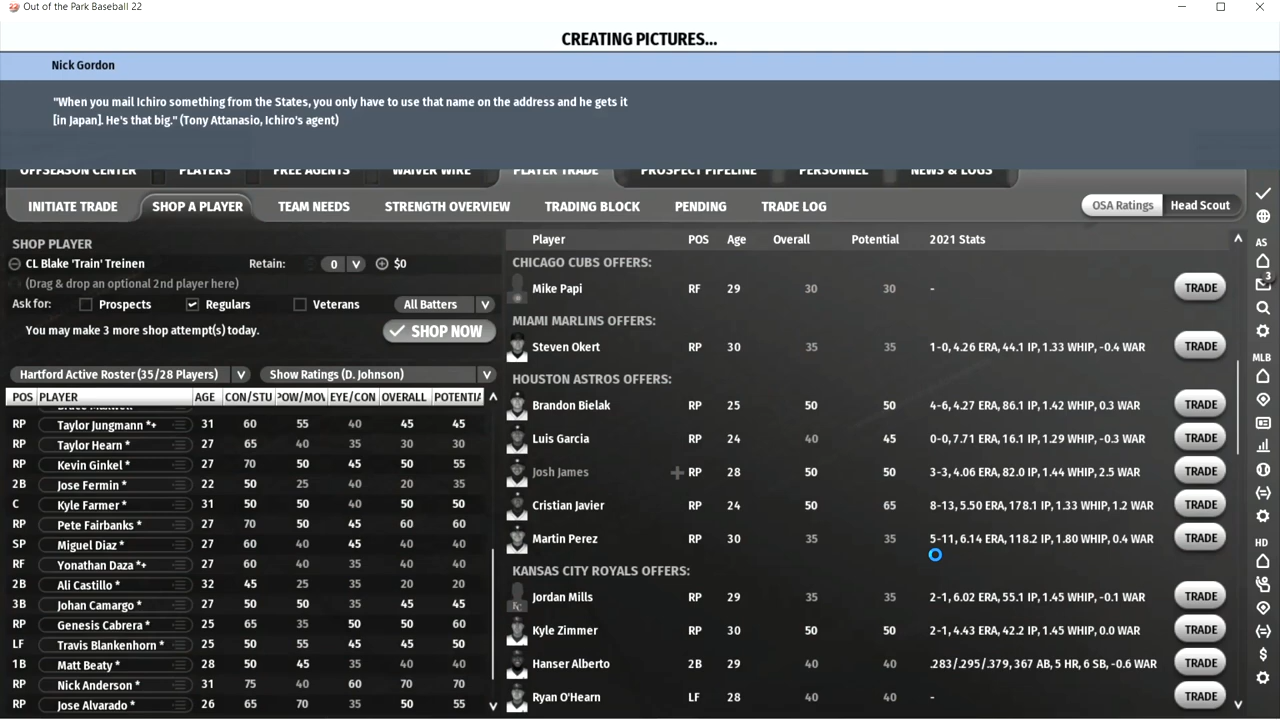 Out of the Park Baseball 22
CREATING PICTURES...
Nick Gordon
"When you mail Ichiro something from the States, you only have to use that name on the address and he gets it
[in Japan]. He's that big." (Tony Attanasio, Ichiro's agent)
OFFSEASON CENTER PLAYERS FREE AGENTS WAIVER WIRE PLAYER TRADE PROSPECT PIPELINE PERSONNEL NEWS & LOGS
INITIATE TRADE SHOP A PLAYER TEAM NEEDS STRENGTH OVERVIEW TRADING BLOCK PENDING TRADE LOG OSA Ratings Head Scout
SHOP PLAYER
CL Blake 'Train' Treinen Retain: 0 $0
(Drag & drop an optional 2nd player here)
Ask for: Prospects Regulars Veterans All Batters
You may make 3 more shop attempt(s) today. SHOP NOW
Hartford Active Roster (35/28 Players) Show Ratings (D. Johnson)
POS PLAYER AGE CON/STU POW/MOV EYE/CON OVERALL POTENTIA
RP Taylor Jungmann *+ 31 60 55 40 45 45
RP Taylor Hearn * 27 65 40 35 30 30
RP Kevin Ginkel * 27 70 50 45 50 55
2B Jose Fermin * 22 50 25 40 20 35
C Kyle Farmer * 31 50 50 40 50 50
RP Pete Fairbanks * 27 70 50 45 60 60
SP Miguel Diaz * 27 60 40 45 40 40
RF Yonathan Daza *+ 27 60 40 35 40 40
2B Ali Castillo * 32 45 25 35 20 20
3B Johan Camargo * 27 50 50 35 45 45
RP Genesis Cabrera * 25 65 35 50 50 60
LF Travis Blankenhorn * 25 50 55 45 45 50
1B Matt Beaty * 28 50 45 35 40 40
RP Nick Anderson * 31 75 40 60 70 70
RP Jose Alvarado * 26 65 70 35 50 55
Player POS Age Overall Potential 2021 Stats
CHICAGO CUBS OFFERS:
Mike Papi RF 29 30 30 - TRADE
MIAMI MARLINS OFFERS:
Steven Okert RP 30 35 35 1-0, 4.26 ERA, 44.1 IP, 1.33 WHIP, -0.4 WAR TRADE
HOUSTON ASTROS OFFERS:
Brandon Bielak RP 25 50 50 4-6, 4.27 ERA, 86.1 IP, 1.42 WHIP, 0.3 WAR TRADE
Luis Garcia RP 24 40 45 0-0, 7.71 ERA, 16.1 IP, 1.29 WHIP, -0.3 WAR TRADE
Josh James RP 28 50 50 3-3, 4.06 ERA, 82.0 IP, 1.44 WHIP, 2.5 WAR TRADE
Cristian Javier RP 24 50 65 8-13, 5.50 ERA, 178.1 IP, 1.33 WHIP, 1.2 WAR TRADE
Martin Perez RP 30 35 35 5-11, 6.14 ERA, 118.2 IP, 1.80 WHIP, 0.4 WAR TRADE
KANSAS CITY ROYALS OFFERS:
Jordan Mills RP 29 35 35 2-1, 6.02 ERA, 55.1 IP, 1.45 WHIP, -0.1 WAR TRADE
Kyle Zimmer RP 30 50 50 2-1, 4.43 ERA, 42.2 IP, 1.45 WHIP, 0.0 WAR TRADE
Hanser Alberto 2B 29 40 40 .283/.295/.379, 367 AB, 5 HR, 6 SB, -0.6 WAR TRADE
Ryan O'Hearn LF 28 40 40 - TRADE
AS
3
MLB
HD